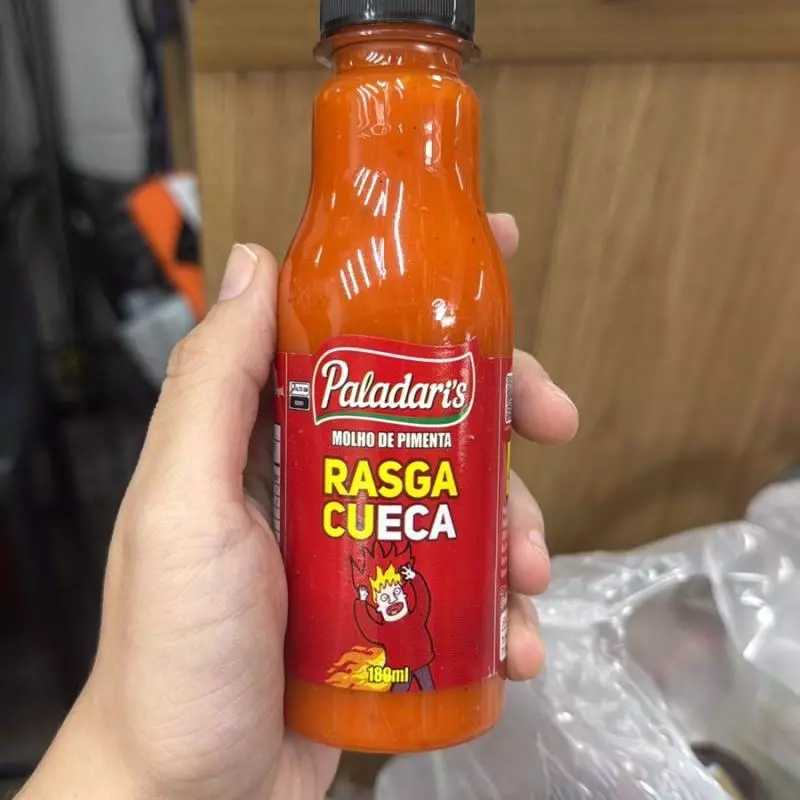 Paladari's
MOLHO DE PIMENTA
RASGA
CUECA
180ml